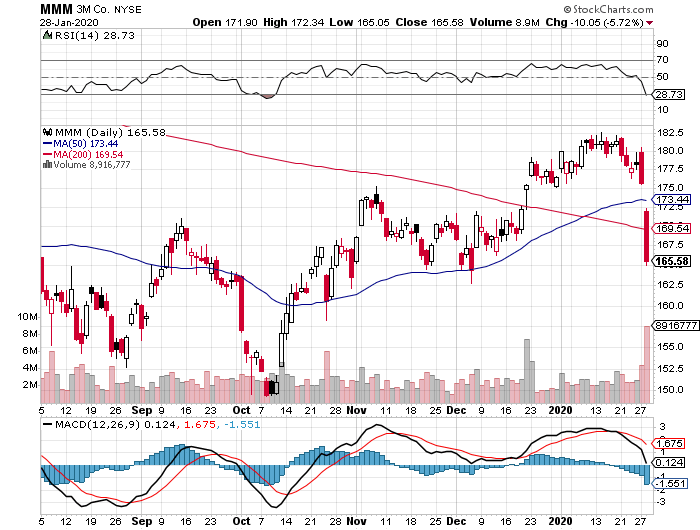 MMM 3M Co. NYSE © StockCharts.com
28-Jan-2020 Open 171.90 High 172.34 Low 165.05 Close 165.58 Volume 8.9M Chg -10.05 (-5.72%)
RSI(14) 28.73
90
70
50
28.73
10
MMM (Daily) 165.58
MA(50) 173.44
MA(200) 169.54
Volume 8,916,777
182.5
180.0
177.5
175.0
173.44
172.5
169.54
165.58
162.5
160.0
8916777
155.0
152.5
150.0
10M
8M
6M
4M
2M
5 12 19 26 Sep 9 16 23 Oct 7 14 21 28 Nov 11 18 25 Dec 9 16 23 2020 13 21 27
MACD(12,26,9) 0.124, 1.675, -1.551
3
2
1.675
0.124
-1.551
-2
-3
5 12 19 26 Sep 9 16 23 Oct 7 14 21 28 Nov 11 18 25 Dec 9 16 23 2020 13 21 27